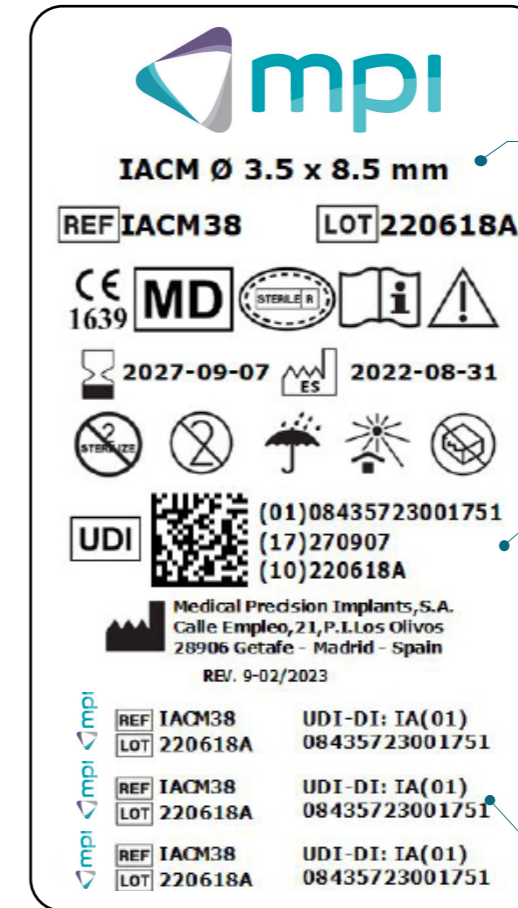 mpi
IACM Ø 3.5 x 8.5 mm
REF IACM38 LOT 220618A
CE 1639 MD STERILE R i
2027-09-07 ES 2022-08-31
2 STERILIZE 2
UDI
(01)08435723001751
(17)270907
(10)220618A
Medical Precision Implants,S.A.
Calle Empleo,21,P.I.Los Olivos
28906 Getafe - Madrid - Spain
REV. 9-02/2023
mpi
REF IACM38 UDI-DI: IA(01)
LOT 220618A 08435723001751
mpi
REF IACM38 UDI-DI: IA(01)
LOT 220618A 08435723001751
mpi
REF IACM38 UDI-DI: IA(01)
LOT 220618A 08435723001751